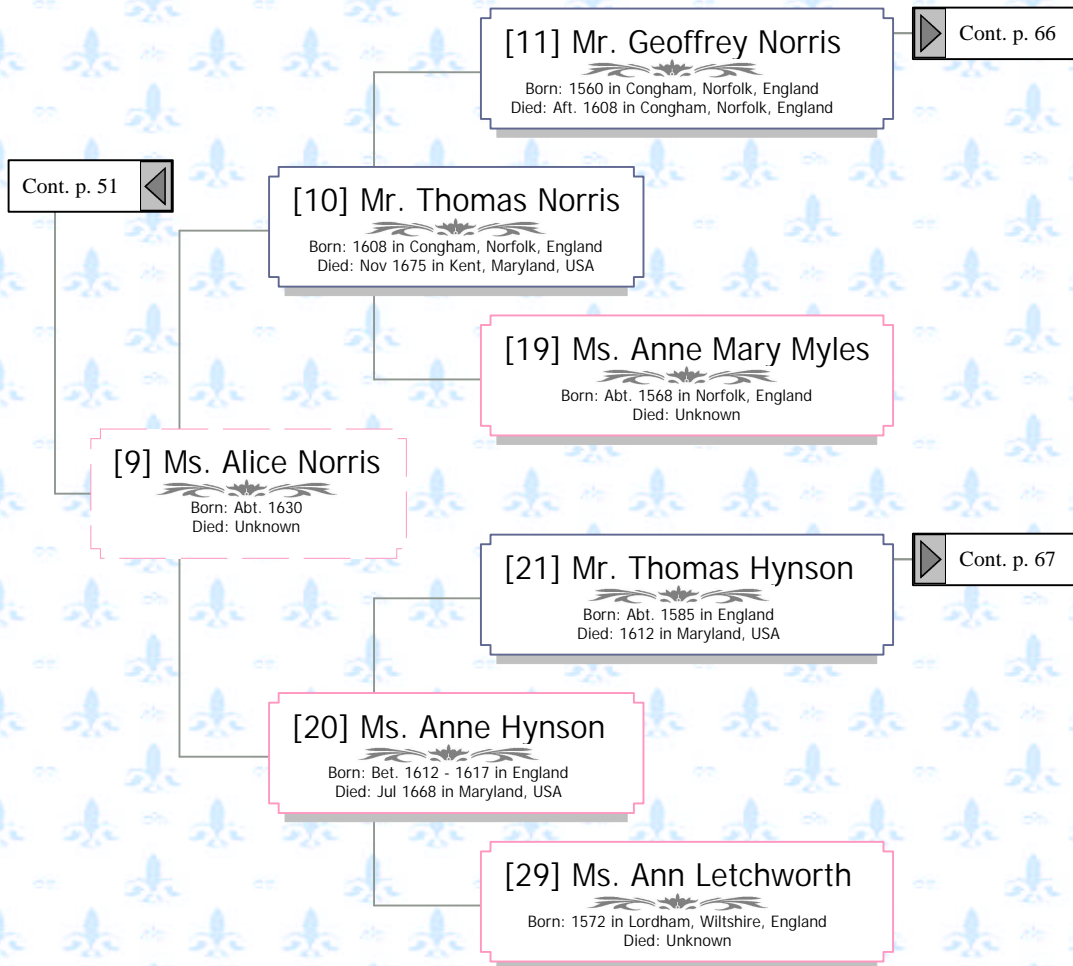 [11] Mr. Geoffrey Norris
Born: 1560 in Congham, Norfolk, England
Died: Aft. 1608 in Congham, Norfolk, England
Cont. p. 66
Cont. p. 51
[10] Mr. Thomas Norris
Born: 1608 in Congham, Norfolk, England
Died: Nov 1675 in Kent, Maryland, USA
[19] Ms. Anne Mary Myles
Born: Abt. 1568 in Norfolk, England
Died: Unknown
[9] Ms. Alice Norris
Born: Abt. 1630
Died: Unknown
[21] Mr. Thomas Hynson
Born: Abt. 1585 in England
Died: 1612 in Maryland, USA
Cont. p. 67
[20] Ms. Anne Hynson
Born: Bet. 1612 - 1617 in England
Died: Jul 1668 in Maryland, USA
[29] Ms. Ann Letchworth
Born: 1572 in Lordham, Wiltshire, England
Died: Unknown